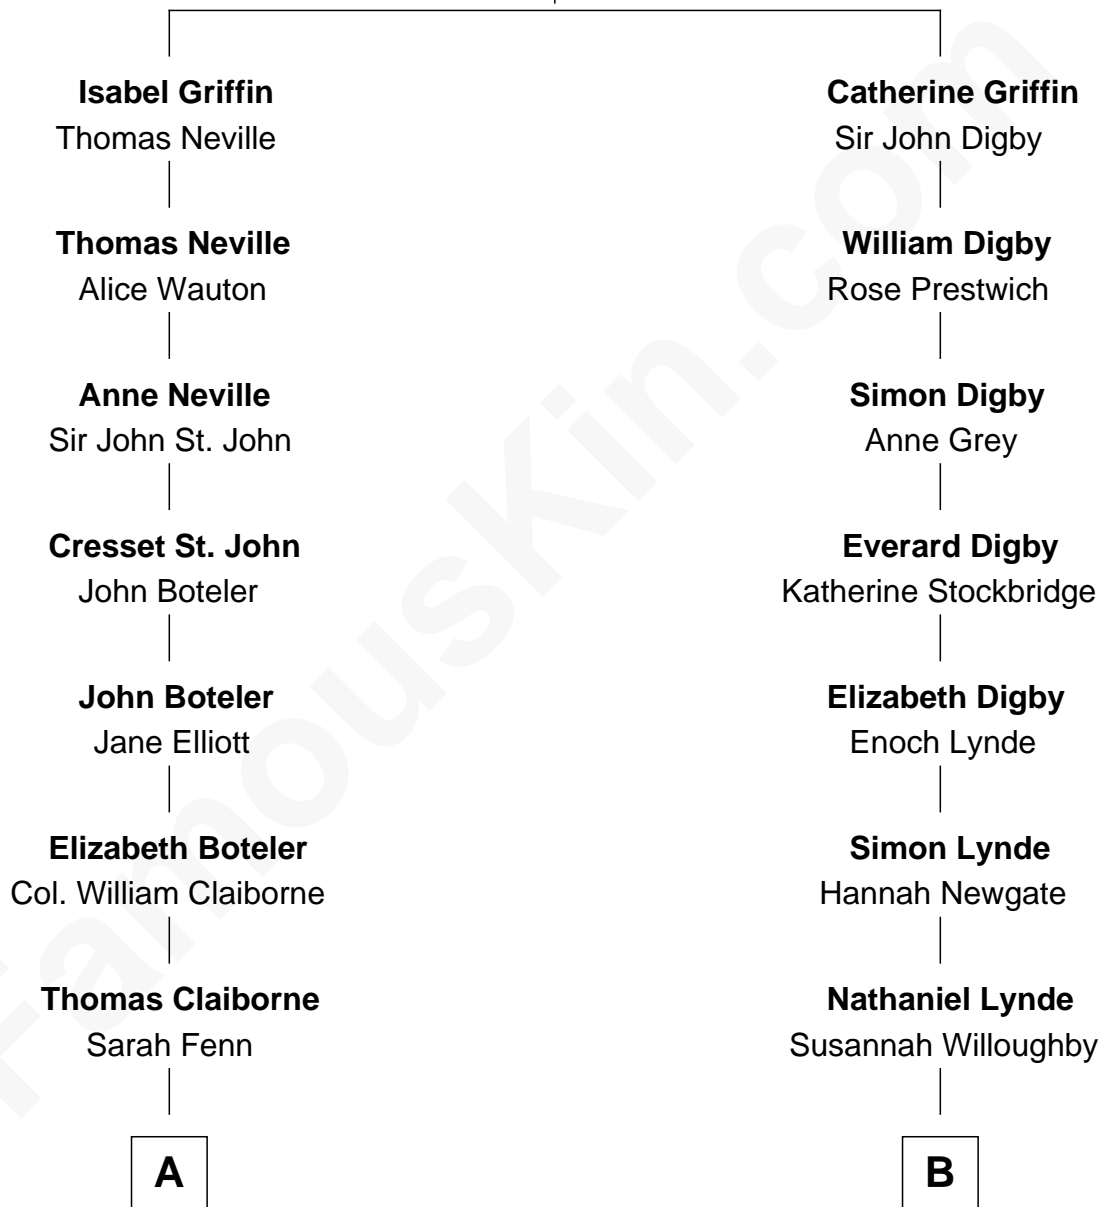 Isabel Griffin
Thomas Neville
Thomas Neville
Alice Wauton
Anne Neville
Sir John St. John
Cresset St. John
John Boteler
John Boteler
Jane Elliott
Elizabeth Boteler
Col. William Claiborne
Thomas Claiborne
Sarah Fenn
A
Catherine Griffin
Sir John Digby
William Digby
Rose Prestwich
Simon Digby
Anne Grey
Everard Digby
Katherine Stockbridge
Elizabeth Digby
Enoch Lynde
Simon Lynde
Hannah Newgate
Nathaniel Lynde
Susannah Willoughby
B
FamousKin.com